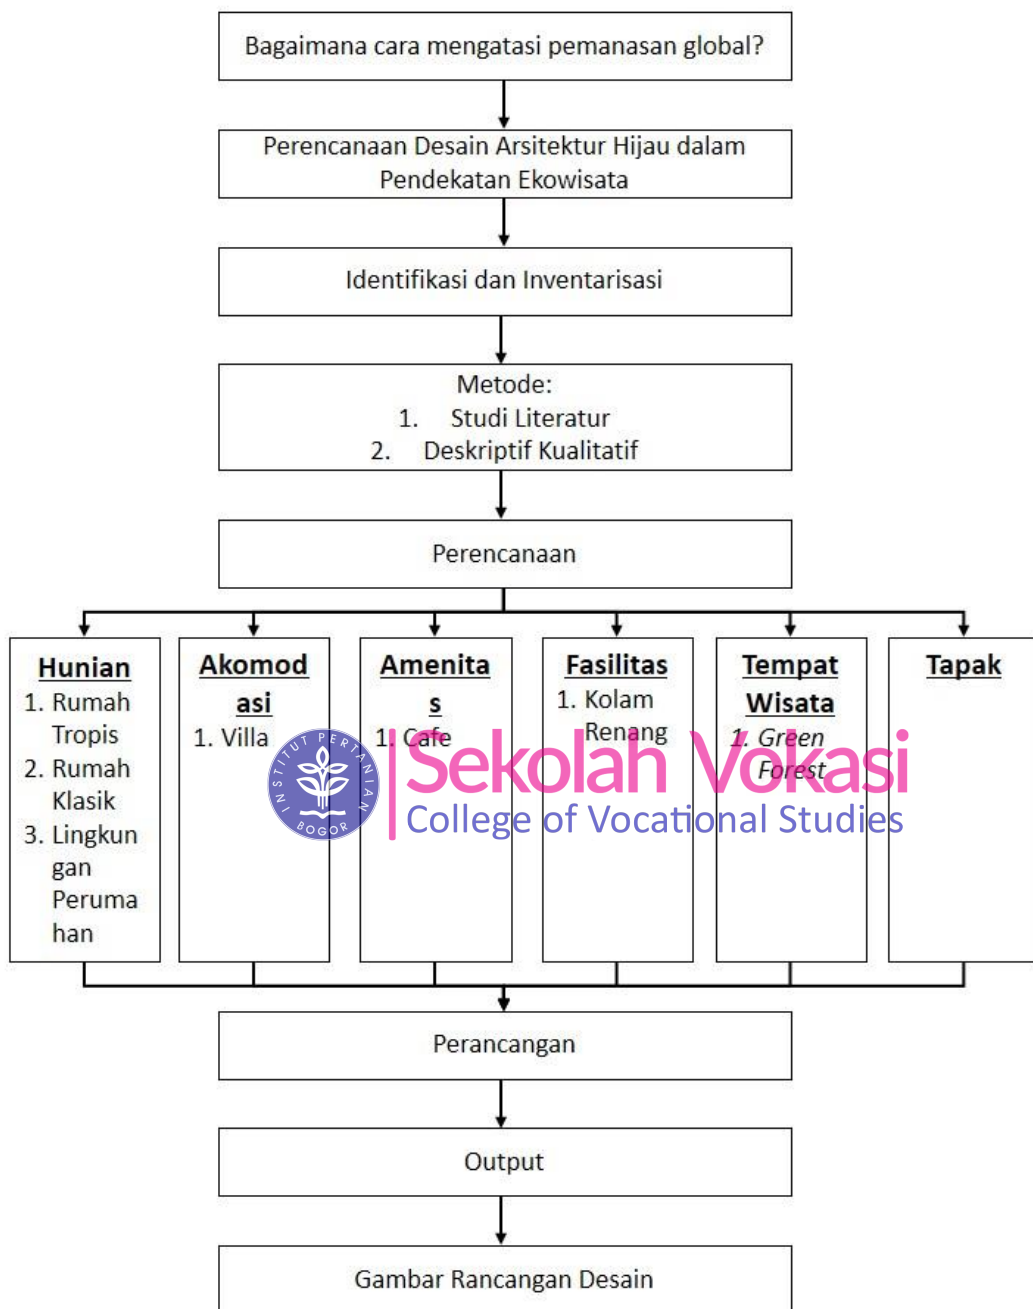 Bagaimana cara mengatasi pemanasan global?
Perencanaan Desain Arsitektur Hijau dalam
Pendekatan Ekowisata
Identifikasi dan Inventarisasi
Metode:
1. Studi Literatur
2. Deskriptif Kualitatif
Perencanaan
Hunian
1. Rumah
Tropis
2. Rumah
Klasik
3. Lingkun
gan
Peruma
han
Akomod
asi
1. Villa
Amenita
s
1. Cafe
Fasilitas
1. Kolam
Renang
Tempat
Wisata
1. Green
Forest
Tapak
INSTITUT PERTANIAN
BOGOR
Sekolah Vokasi
College of Vocational Studies
Perancangan
Output
Gambar Rancangan Desain